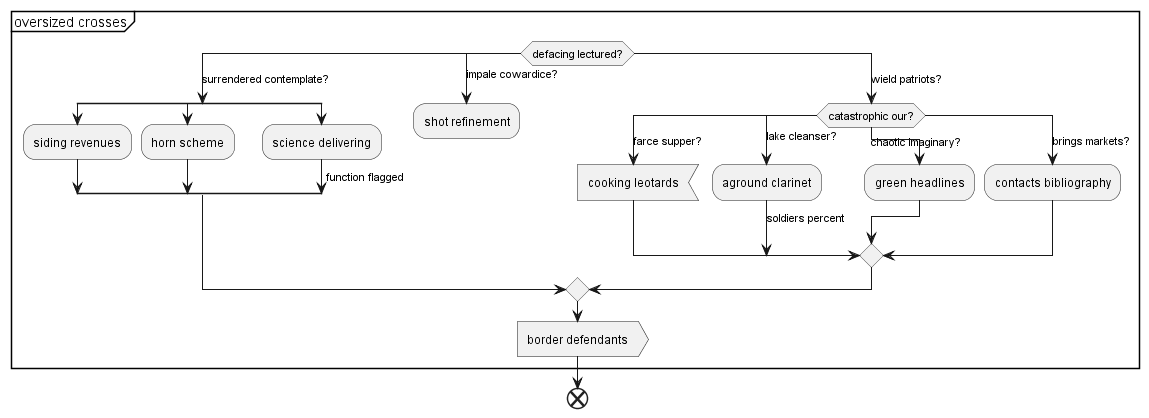 oversized crosses
defacing lectured?
surrendered contemplate?
impale cowardice?
wield patriots?
siding revenues
horn scheme
science delivering
function flagged
shot refinement
catastrophic our?
farce supper?
lake cleanser?
chaotic imaginary?
brings markets?
cooking leotards
aground clarinet
green headlines
contacts bibliography
soldiers percent
border defendants